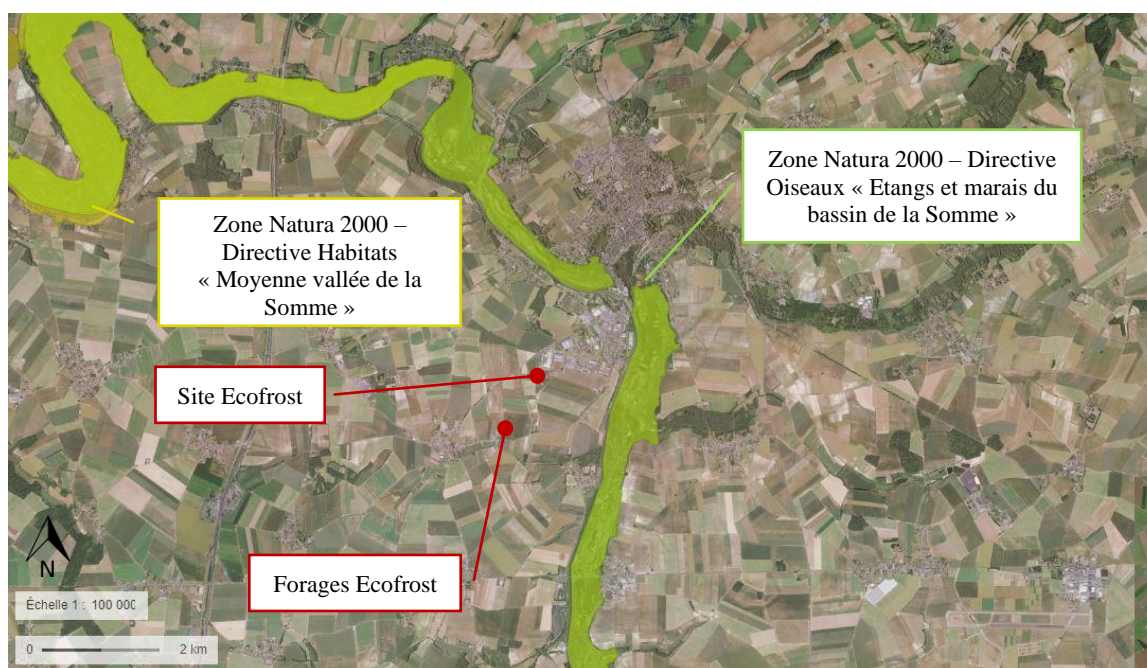 Zone Natura 2000 – Directive
Oiseaux « Etangs et marais du
bassin de la Somme »
Zone Natura 2000 –
Directive Habitats
« Moyenne vallée de la
Somme »
Site Ecofrost
Forages Ecofrost
N
Échelle 1 : 100 000
0 2 km